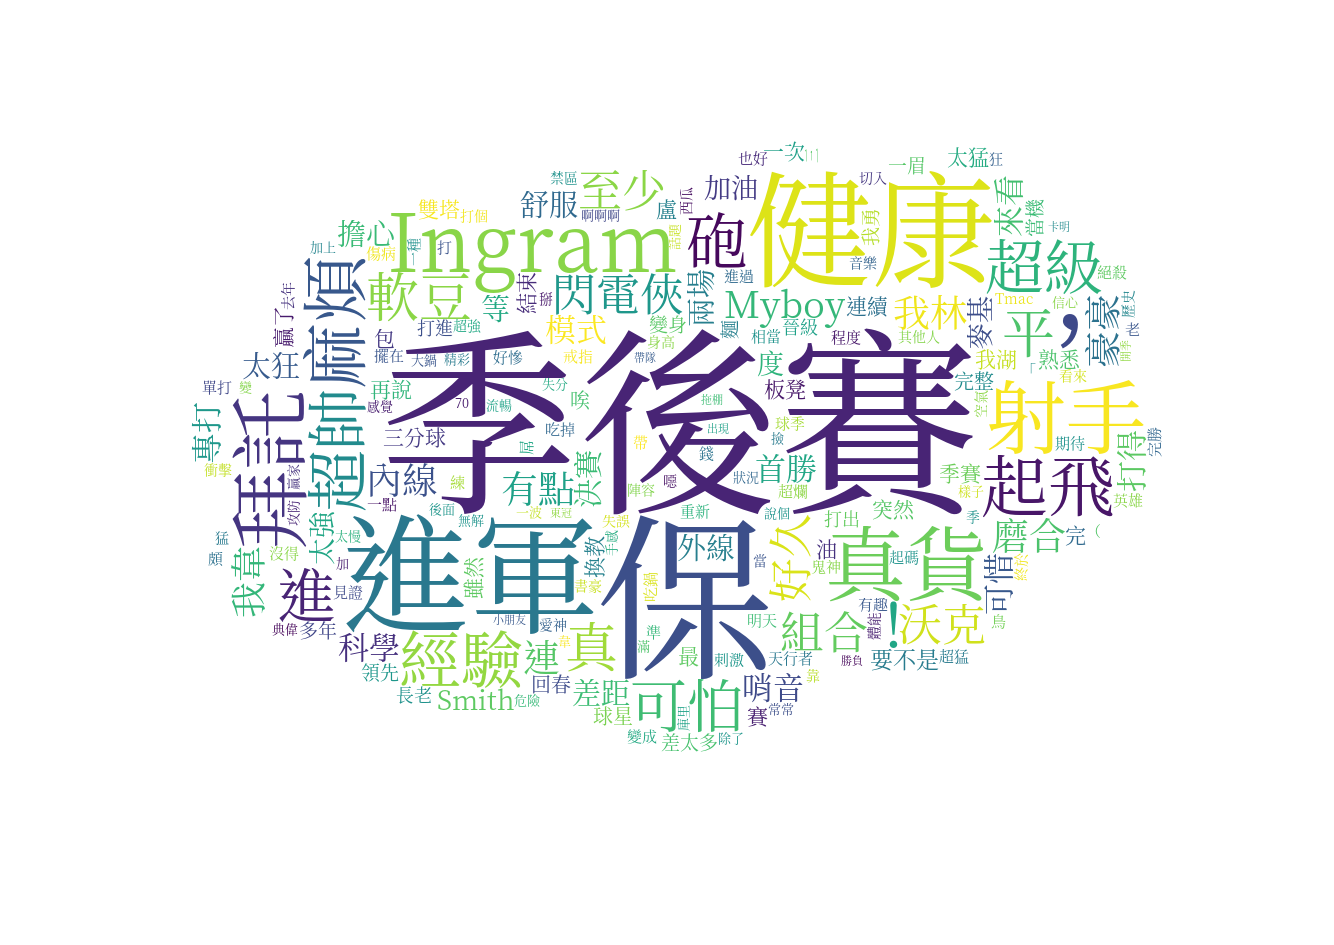 也好
一次
太猛
狂
一眉
禁區
至少
加油
健康
切入
來看
當機
雙塔
打個
舒服
啊啊啊
盧
西瓜
砲
我勇
卡明
擔心
加上
傷病
一種
打
Ingram
話題
音樂
超級
絕殺
麻煩
軟豆
等
結束
閃電俠
兩場
進過
Myboy
連續
我林
麥基
Tmac
信心
平
，
豪豪
歷史
老
去年
贏了
包
打進
超強
模式
變身
身高
麵
相當
晉級
程度
其他人
我湖
「
熟悉
開季
太狂
擺在
大鍋
精彩
好慘
戒指
帶隊
度
板凳
完整
空氣
看來
單打
變
再說
感覺
70
流暢
失分
唉
拖棚
球季
射手
專打
拜託
超帥
三分球
季後賽
吃掉
席
帶
錢
出現
撿
期待
打得
完勝
衝擊
贏家
攻防
內線
練
有點
決賽
陣容
噁
狀況
首勝
超爛
季賽
樣子
起飛
英雄
一點
後面
無解
一波
東冠
失誤
手感
重新
說個
打出
突然
季
猛
頗
太強
太慢
進軍
保
外線
換教
好久
油
真貨
起碼
鬼神
磨合
完
（
我韋
沒得
進
加
見證
雖然
書豪
吃鍋
當
可惜
終於
典偉
多年
科學
經驗
小朋友
愛神
準
滿
明天
組合
體能
有趣
！
沃克
鳥
領先
連
真
最
刺激
天行者
勝負
要不是
超猛
長老
Smith
危險
回春
差距
球星
可怕
庫里
哨音
靠
賽
常常
變成
差太多
除了